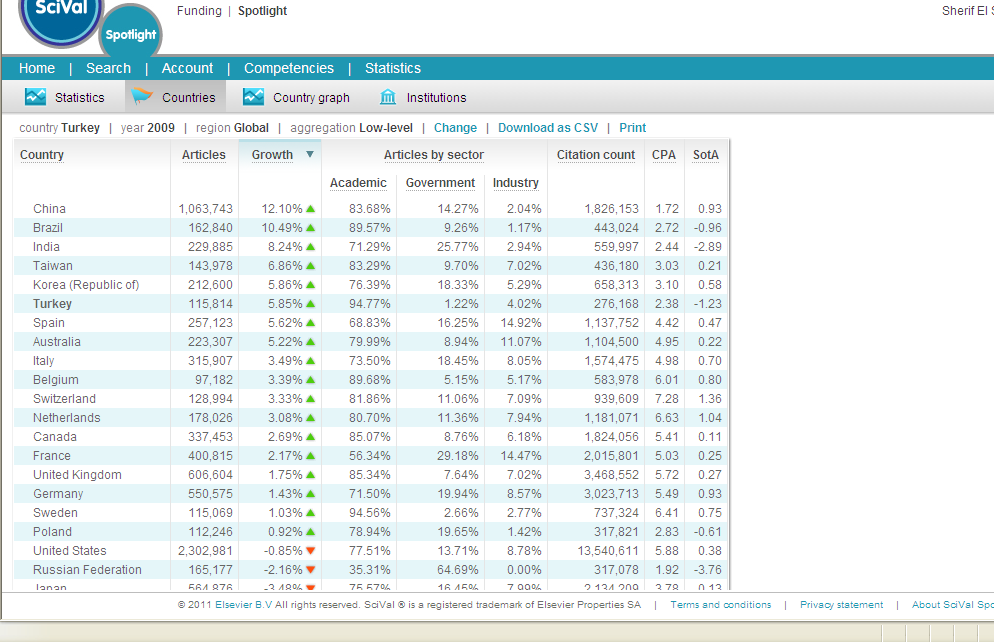 SciVal
Spotlight
Funding | Spotlight
Sherif El S
Home | Search | Account | Competencies | Statistics
Statistics Countries Country graph Institutions
country Turkey | year 2009 | region Global | aggregation Low-level | Change | Download as CSV | Print
Country Articles Growth ▼ Articles by sector Citation count CPA SotA
Academic Government Industry
China 1,063,743 12.10% 83.68% 14.27% 2.04% 1,826,153 1.72 0.93
Brazil 162,840 10.49% 89.57% 9.26% 1.17% 443,024 2.72 -0.96
India 229,885 8.24% 71.29% 25.77% 2.94% 559,997 2.44 -2.89
Taiwan 143,978 6.86% 83.29% 9.70% 7.02% 436,180 3.03 0.21
Korea (Republic of) 212,600 5.86% 76.39% 18.33% 5.29% 658,313 3.10 0.58
Turkey 115,814 5.85% 94.77% 1.22% 4.02% 276,168 2.38 -1.23
Spain 257,123 5.62% 68.83% 16.25% 14.92% 1,137,752 4.42 0.47
Australia 223,307 5.22% 79.99% 8.94% 11.07% 1,104,500 4.95 0.22
Italy 315,907 3.49% 73.50% 18.45% 8.05% 1,574,475 4.98 0.70
Belgium 97,182 3.39% 89.68% 5.15% 5.17% 583,978 6.01 0.80
Switzerland 128,994 3.33% 81.86% 11.06% 7.09% 939,609 7.28 1.36
Netherlands 178,026 3.08% 80.70% 11.36% 7.94% 1,181,071 6.63 1.04
Canada 337,453 2.69% 85.07% 8.76% 6.18% 1,824,056 5.41 0.11
France 400,815 2.17% 56.34% 29.18% 14.47% 2,015,801 5.03 0.25
United Kingdom 606,604 1.75% 85.34% 7.64% 7.02% 3,468,552 5.72 0.27
Germany 550,575 1.43% 71.50% 19.94% 8.57% 3,023,713 5.49 0.93
Sweden 115,069 1.03% 94.56% 2.66% 2.77% 737,324 6.41 0.75
Poland 112,246 0.92% 78.94% 19.65% 1.42% 317,821 2.83 -0.61
United States 2,302,981 -0.85% 77.51% 13.71% 8.78% 13,540,611 5.88 0.38
Russian Federation 165,177 -2.16% 35.31% 64.69% 0.00% 317,078 1.92 -3.76
Japan 564,876 -3.48% 75.57% 16.45% 7.99% 2,134,209 3.78 0.13
© 2011 Elsevier B.V All rights reserved. SciVal ® is a registered trademark of Elsevier Properties SA | Terms and conditions | Privacy statement | About SciVal Spo